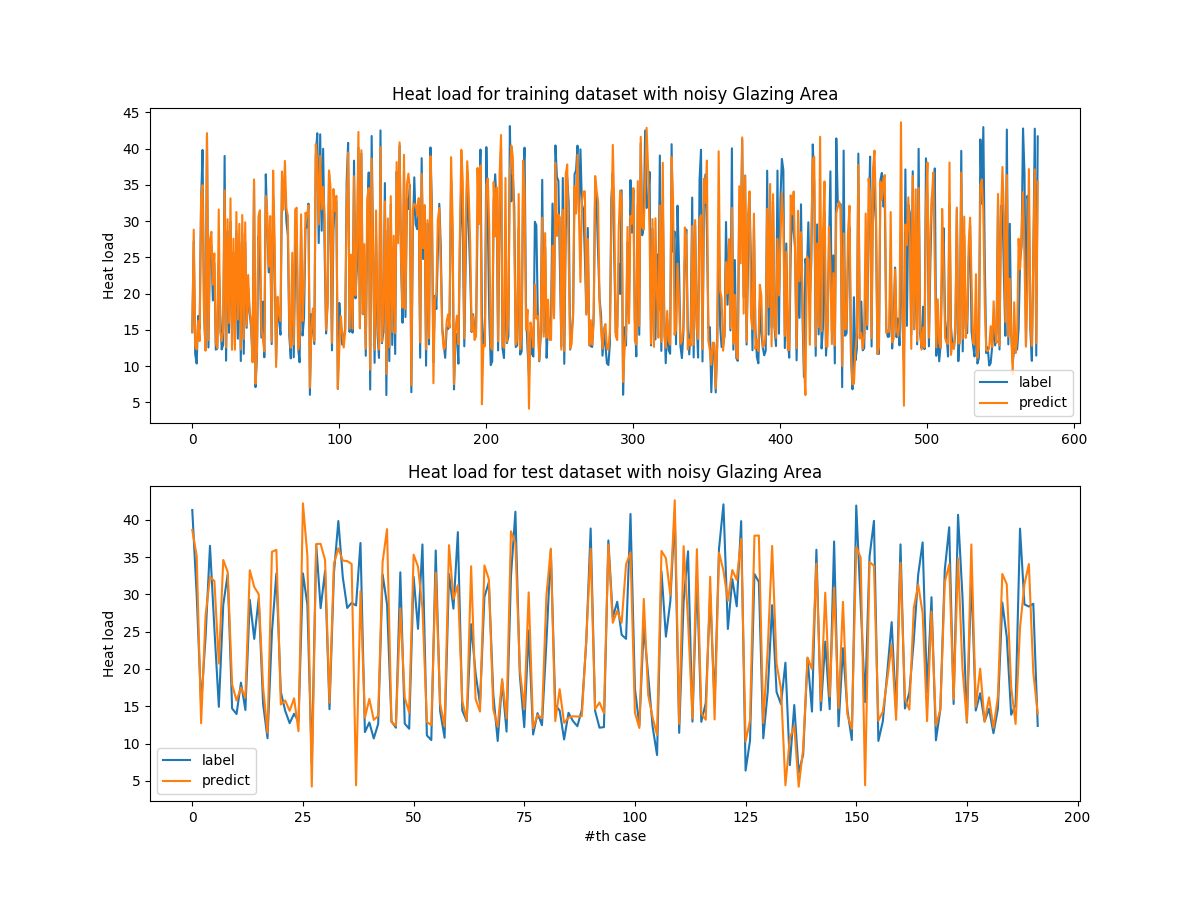 Heat load for training dataset with noisy Glazing Area
45
40
35
30
25
20
15
10
5
Heat load
label
predict
0 100 200 300 400 500 600
Heat load for test dataset with noisy Glazing Area
40
35
30
25
20
15
10
5
Heat load
label
predict
0 25 50 75 100 125 150 175 200
#th case